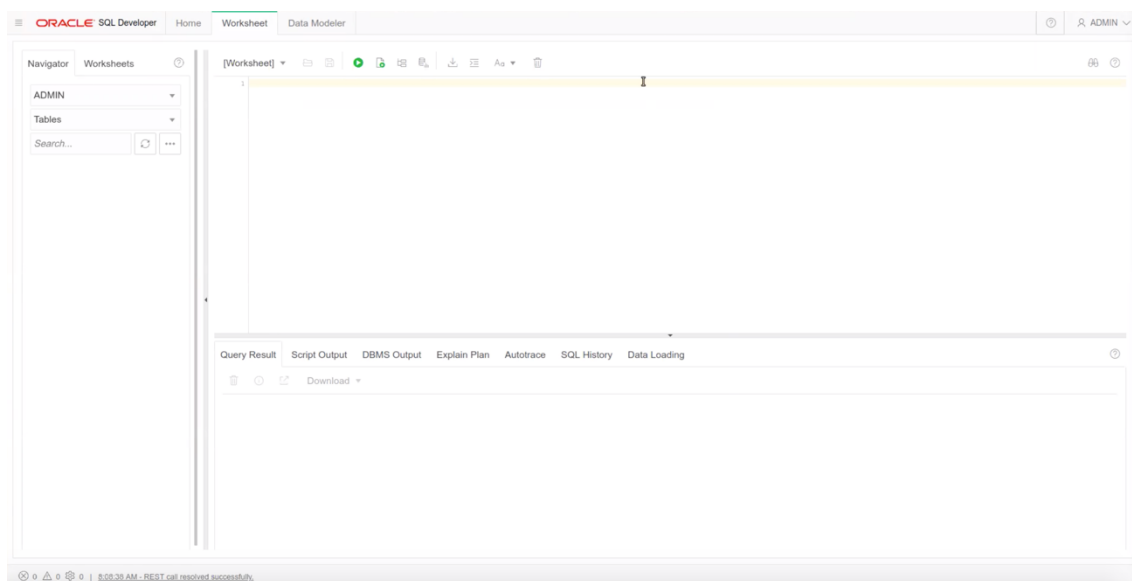 ORACLE SQL Developer Home Worksheet Data Modeler ADMIN
Navigator Worksheets
[Worksheet] Aa
ADMIN
Tables
Search...
1
Query Result Script Output DBMS Output Explain Plan Autotrace SQL History Data Loading
Download
0 0 0 | 8:08:38 AM - REST call resolved successfully.